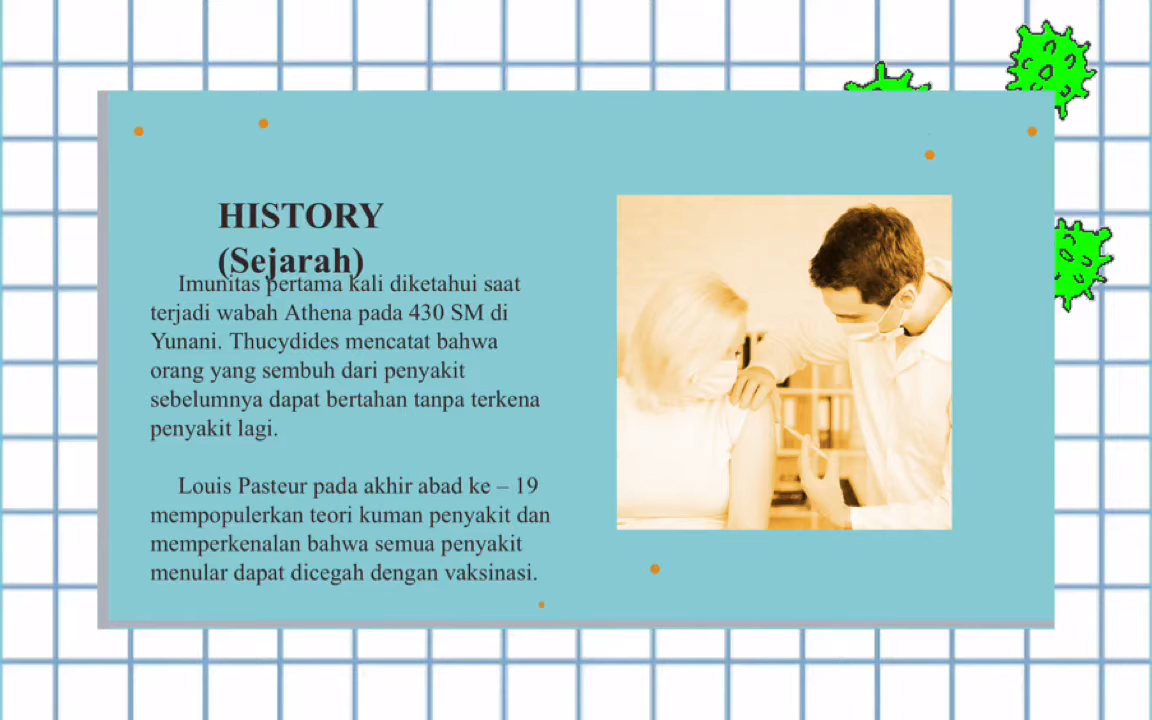 HISTORY
(Sejarah)
Imunitas pertama kali diketahui saat
terjadi wabah Athena pada 430 SM di
Yunani. Thucydides mencatat bahwa
orang yang sembuh dari penyakit
sebelumnya dapat bertahan tanpa terkena
penyakit lagi.
Louis Pasteur pada akhir abad ke – 19
mempopulerkan teori kuman penyakit dan
memperkenalan bahwa semua penyakit
menular dapat dicegah dengan vaksinasi.